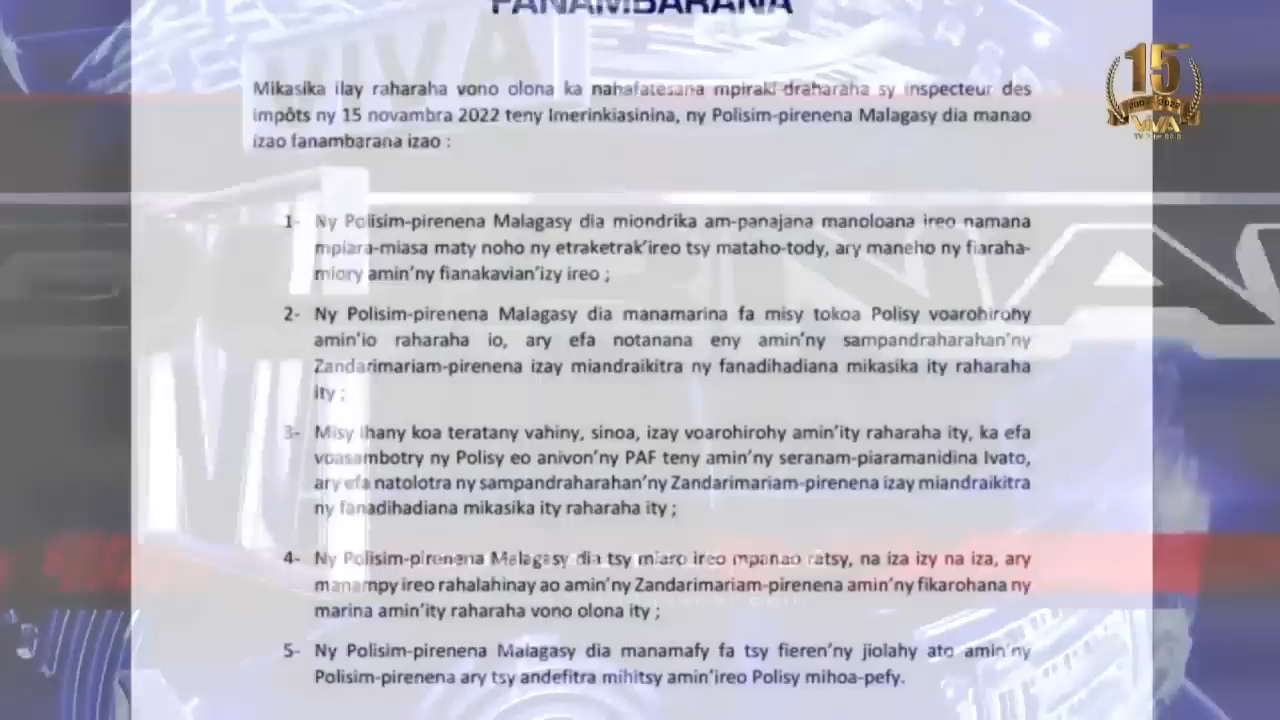 FANAMBARANA
15
VIVA
Mikasika ilay raharaha vono olona ka nahafatesana mpiraki-draharaha sy inspecteur des
impôts ny 15 novambra 2022 teny Imerinkiasinina, ny Polisim-pirenena Malagasy dia manao
izao fanambarana izao :
1- Ny Polisim-pirenena Malagasy dia miondrika am-panajana manoloana ireo namana
mpiara-miasa maty noho ny etraketrak'ireo tsy mataho-tody, ary maneho ny fiaraha-
miory amin'ny fianakavian'izy ireo ;
2- Ny Polisim-pirenena Malagasy dia manamarina fa misy tokoa Polisy voarohirohy
amin'io raharaha io, ary efa notanana eny amin'ny sampandraharahan'ny
Zandarimariam-pirenena izay miandraikitra ny fanadihadiana mikasika ity raharaha
ity ;
3- Misy ihany koa teratany vahiny, sinoa, izay voarohirohy amin'ity raharaha ity, ka efa
voasambotry ny Polisy eo anivon'ny PAF teny amin'ny seranam-piaramanidina Ivato,
ary efa natolotra ny sampandraharahan'ny Zandarimariam-pirenena izay miandraikitra
ny fanadihadiana mikasika ity raharaha ity ;
4- Ny Polisim-pirenena Malagasy dia tsy miaro ireo mpanao ratsy, na iza izy na iza, ary
manampy ireo rahalahinay ao amin'ny Zandarimariam-pirenena amin'ny fikarohana ny
marina amin'ity raharaha vono olona ity ;
5- Ny Polisim-pirenena Malagasy dia manamafy fa tsy fieren'ny jiolahy ato amin'ny
Polisim-pirenena ary tsy andefitra mihitsy amin'ireo Polisy mihoa-pefy.